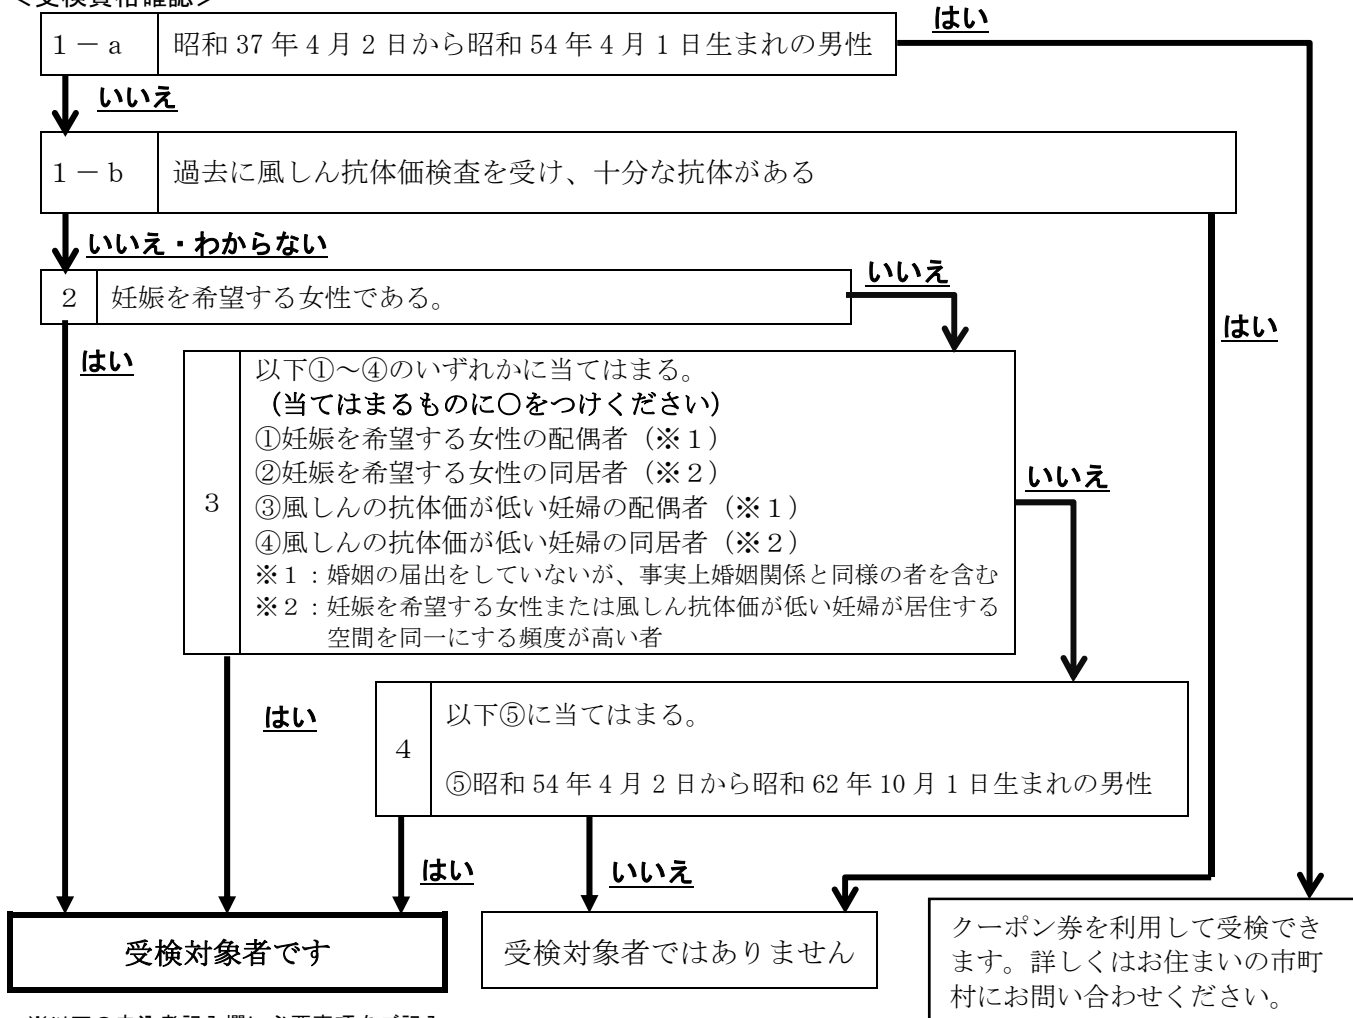 <受検資格確認>
はい
1－a 昭和 37 年 4 月 2 日から昭和 54 年 4 月 1 日生まれの男性
いいえ
1－b 過去に風しん抗体価検査を受け、十分な抗体がある
いいえ・わからない
いいえ
2 妊娠を希望する女性である。
はい
はい
以下①～④のいずれかに当てはまる。
（当てはまるものに○をつけください）
①妊娠を希望する女性の配偶者（※１）
②妊娠を希望する女性の同居者（※２）
いいえ
3 ③風しんの抗体価が低い妊婦の配偶者（※１）
④風しんの抗体価が低い妊婦の同居者（※２）
※１：婚姻の届出をしていないが、事実上婚姻関係と同様の者を含む
※２：妊娠を希望する女性または風しん抗体価が低い妊婦が居住する
空間を同一にする頻度が高い者
はい
以下⑤に当てはまる。
4
⑤昭和 54 年 4 月 2 日から昭和 62 年 10 月 1 日生まれの男性
はい
いいえ
受検対象者です
受検対象者ではありません
クーポン券を利用して受検でき
ます。詳しくはお住まいの市町
村にお問い合わせください。